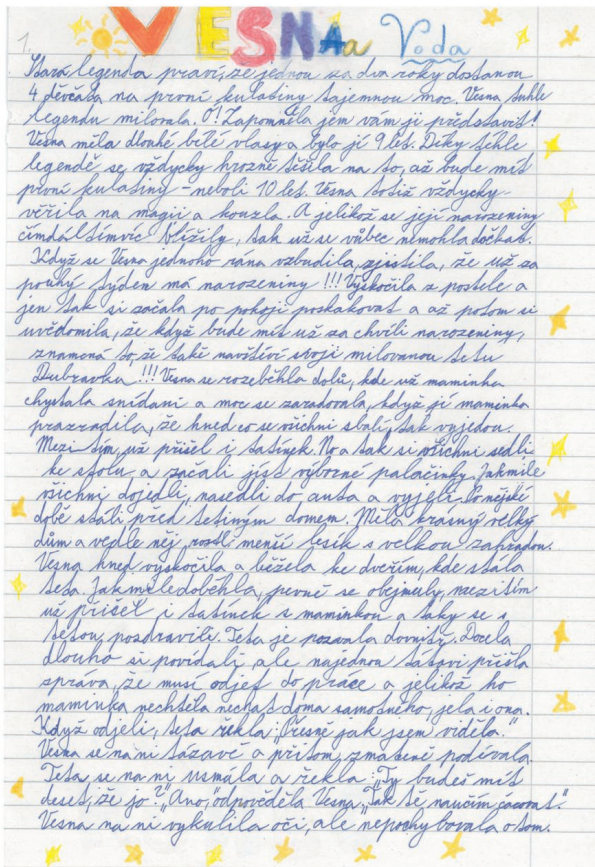 1. VESNA a Voda
Stará legenda praví, že jednou za dva roky dostanou
4 děvčata na první kulatiny tajemnou moc. Vesna tuhle
legendu milovala. O! Zapomněla jsem vám ji představit!
Vesna měla dlouhé bílé vlasy a bylo jí 9 let. Díky téhle
legendě se vždycky hrozně těšila na to, až bude mít
první kulatiny - neboli 10 let. Vesna totiž vždycky
věřila na magii a kouzla. A jelikož se její narozeniny
čímdál tímvíc blížily, tak už se vůbec nemohla dočkat.
Když se Vesna jednoho rána vzbudila, zjistila, že už za
pouhý týden má narozeniny !!! Vyskočila z postele a
jen tak si začala po pokoji poskakovat a až potom si
uvědomila, že když bude mít už za chvíli narozeniny,
znamená to, že také navštíví svoji milovanou tetu
Dubravku !!! Vesna se rozeběhla dolů, kde už maminka
chystala snídani a moc se zaradovala, když jí maminka
prozradila, že hned co se všichni sbalí, tak vyjedou.
Mezi tím, už přišel i tatínek. No a tak si všichni sedli
ke stolu a začali jíst výborné palačinky. Jakmile
všichni dojedli, nasedli do auta a vyjeli. Po nějaké
době stáli před tetiným domem. Měla krásný velký
dům a vedle něj rostl menší lesík s velkou zahradou.
Vesna hned vyskočila a běžela ke dveřím, kde stála
teta. Jakmile doběhla, pevně se objmuly, mezitím
už přišel i tatínek s maminkou a taky se s
tetou pozdravili. Teta je pozvala dovnitř. Docela
dlouho si povídali, ale najednou tátovi přišla
zpráva, že musí odjet do práce a jelikož ho
maminka nechtěla nechat doma samotného, jela i ona.
Když odjeli, teta řekla: „Přesně jak jsem viděla.“
Vesna se na ni tázavě a přitom zmateně podívala.
Teta se na ni usmála a řekla: „Ty budeš mít
deset, že jo?“ „Ano,“ odpověděla Vesna. „Tak tě naučím čarovat.“
Vesna na ni vykulila oči, ale nepochybovala o tom.